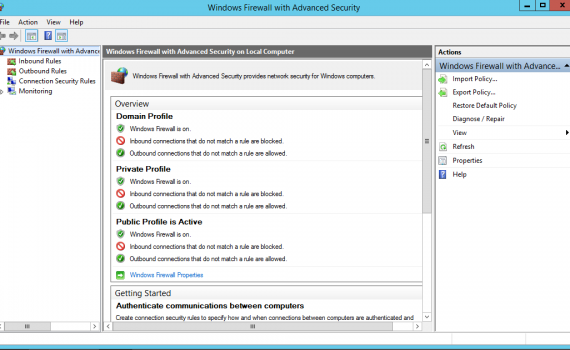 Windows Firewall with Advanced Security
File Action View Help
Windows Firewall with Advance
Inbound Rules
Outbound Rules
Connection Security Rules
Monitoring
Windows Firewall with Advanced Security on Local Computer
Windows Firewall with Advanced Security provides network security for Windows computers.
Overview
Domain Profile
Windows Firewall is on.
Inbound connections that do not match a rule are blocked.
Outbound connections that do not match a rule are allowed.
Private Profile
Windows Firewall is on.
Inbound connections that do not match a rule are blocked.
Outbound connections that do not match a rule are allowed.
Public Profile is Active
Windows Firewall is on.
Inbound connections that do not match a rule are blocked.
Outbound connections that do not match a rule are allowed.
Windows Firewall Properties
Getting Started
Authenticate communications between computers
Create connection security rules to specify how and when connections between computers are authenticated and
Actions
Windows Firewall with Advance...
Import Policy...
Export Policy...
Restore Default Policy
Diagnose / Repair
View
Refresh
Properties
Help